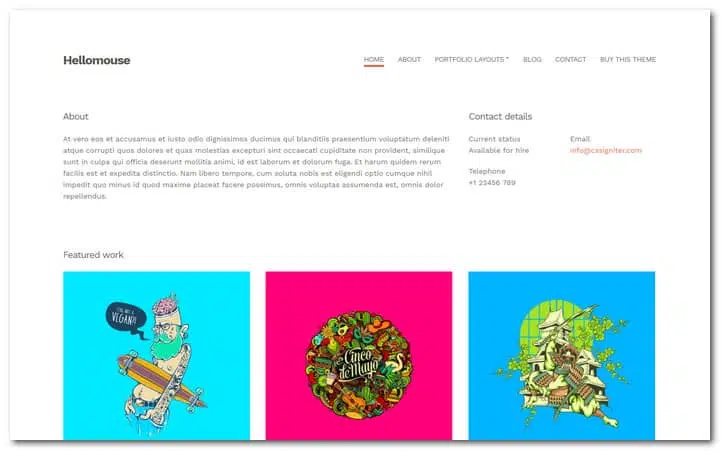 Hellomouse
HOME ABOUT PORTFOLIO LAYOUTS BLOG CONTACT BUY THIS THEME
About
At vero eos et accusamus et iusto odio dignissimos ducimus qui blanditiis praesentium voluptatum deleniti
atque corrupti quos dolores et quas molestias excepturi sint occaecati cupiditate non provident, similique
sunt in culpa qui officia deserunt mollitia animi, id est laborum et dolorum fuga. Et harum quidem rerum
facilis est et expedita distinctio. Nam libero tempore, cum soluta nobis est eligendi optio cumque nihil
impedit quo minus id quod maxime placeat facere possimus, omnis voluptas assumenda est, omnis dolor
repellendus.
Contact details
Current status
Available for hire
Email
info@cssigniter.com
Telephone
+1 23456 789
Featured work
VEGAN?!
Cinco
de Mayo